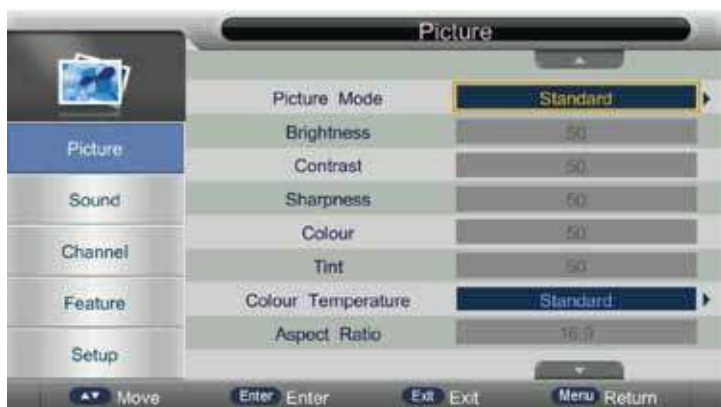 Picture
Picture
Sound
Channel
Feature
Setup
Picture Mode Standard
Brightness 50
Contrast 50
Sharpness 50
Colour 50
Tint 50
Colour Temperature Standard
Aspect Ratio 16:9
Move Enter Enter Exit Exit Menu Return